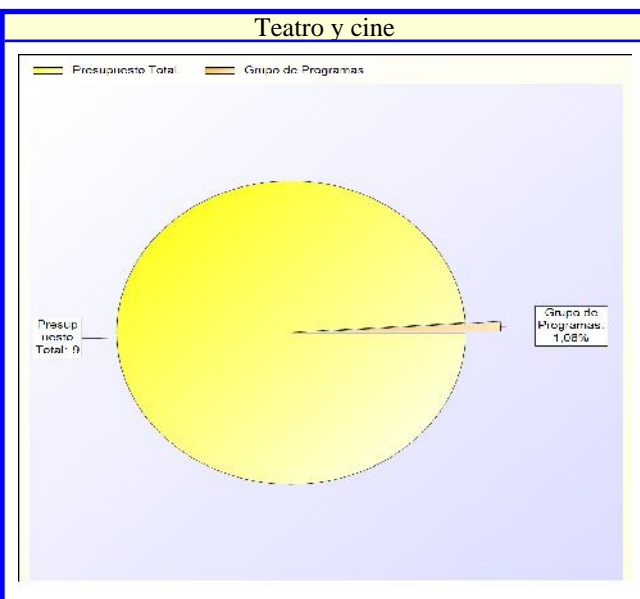 Teatro y cine
Presupuesto Total Grupo de Programas
Presup
uesto
Total: 9
Grupo de
Programas.
1,08%